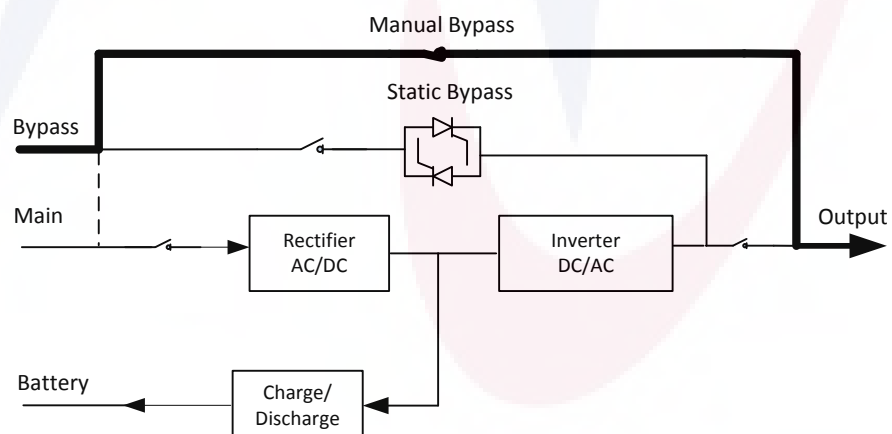 Manual Bypass
Static Bypass
Bypass
Main
Output
Rectifier
AC/DC
Inverter
DC/AC
Battery
Charge/
Discharge